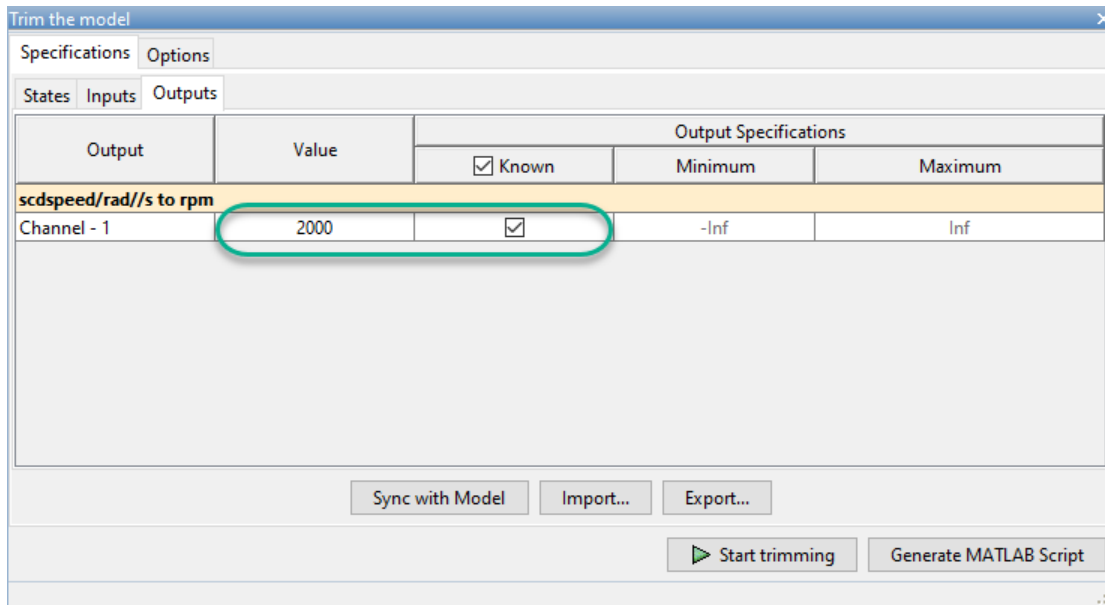 Trim the model
Specifications Options
States Inputs Outputs
Output Value Output Specifications
Known Minimum Maximum
scdspeed/rad//s to rpm
Channel - 1 2000 -Inf Inf
Sync with Model Import... Export...
Start trimming Generate MATLAB Script